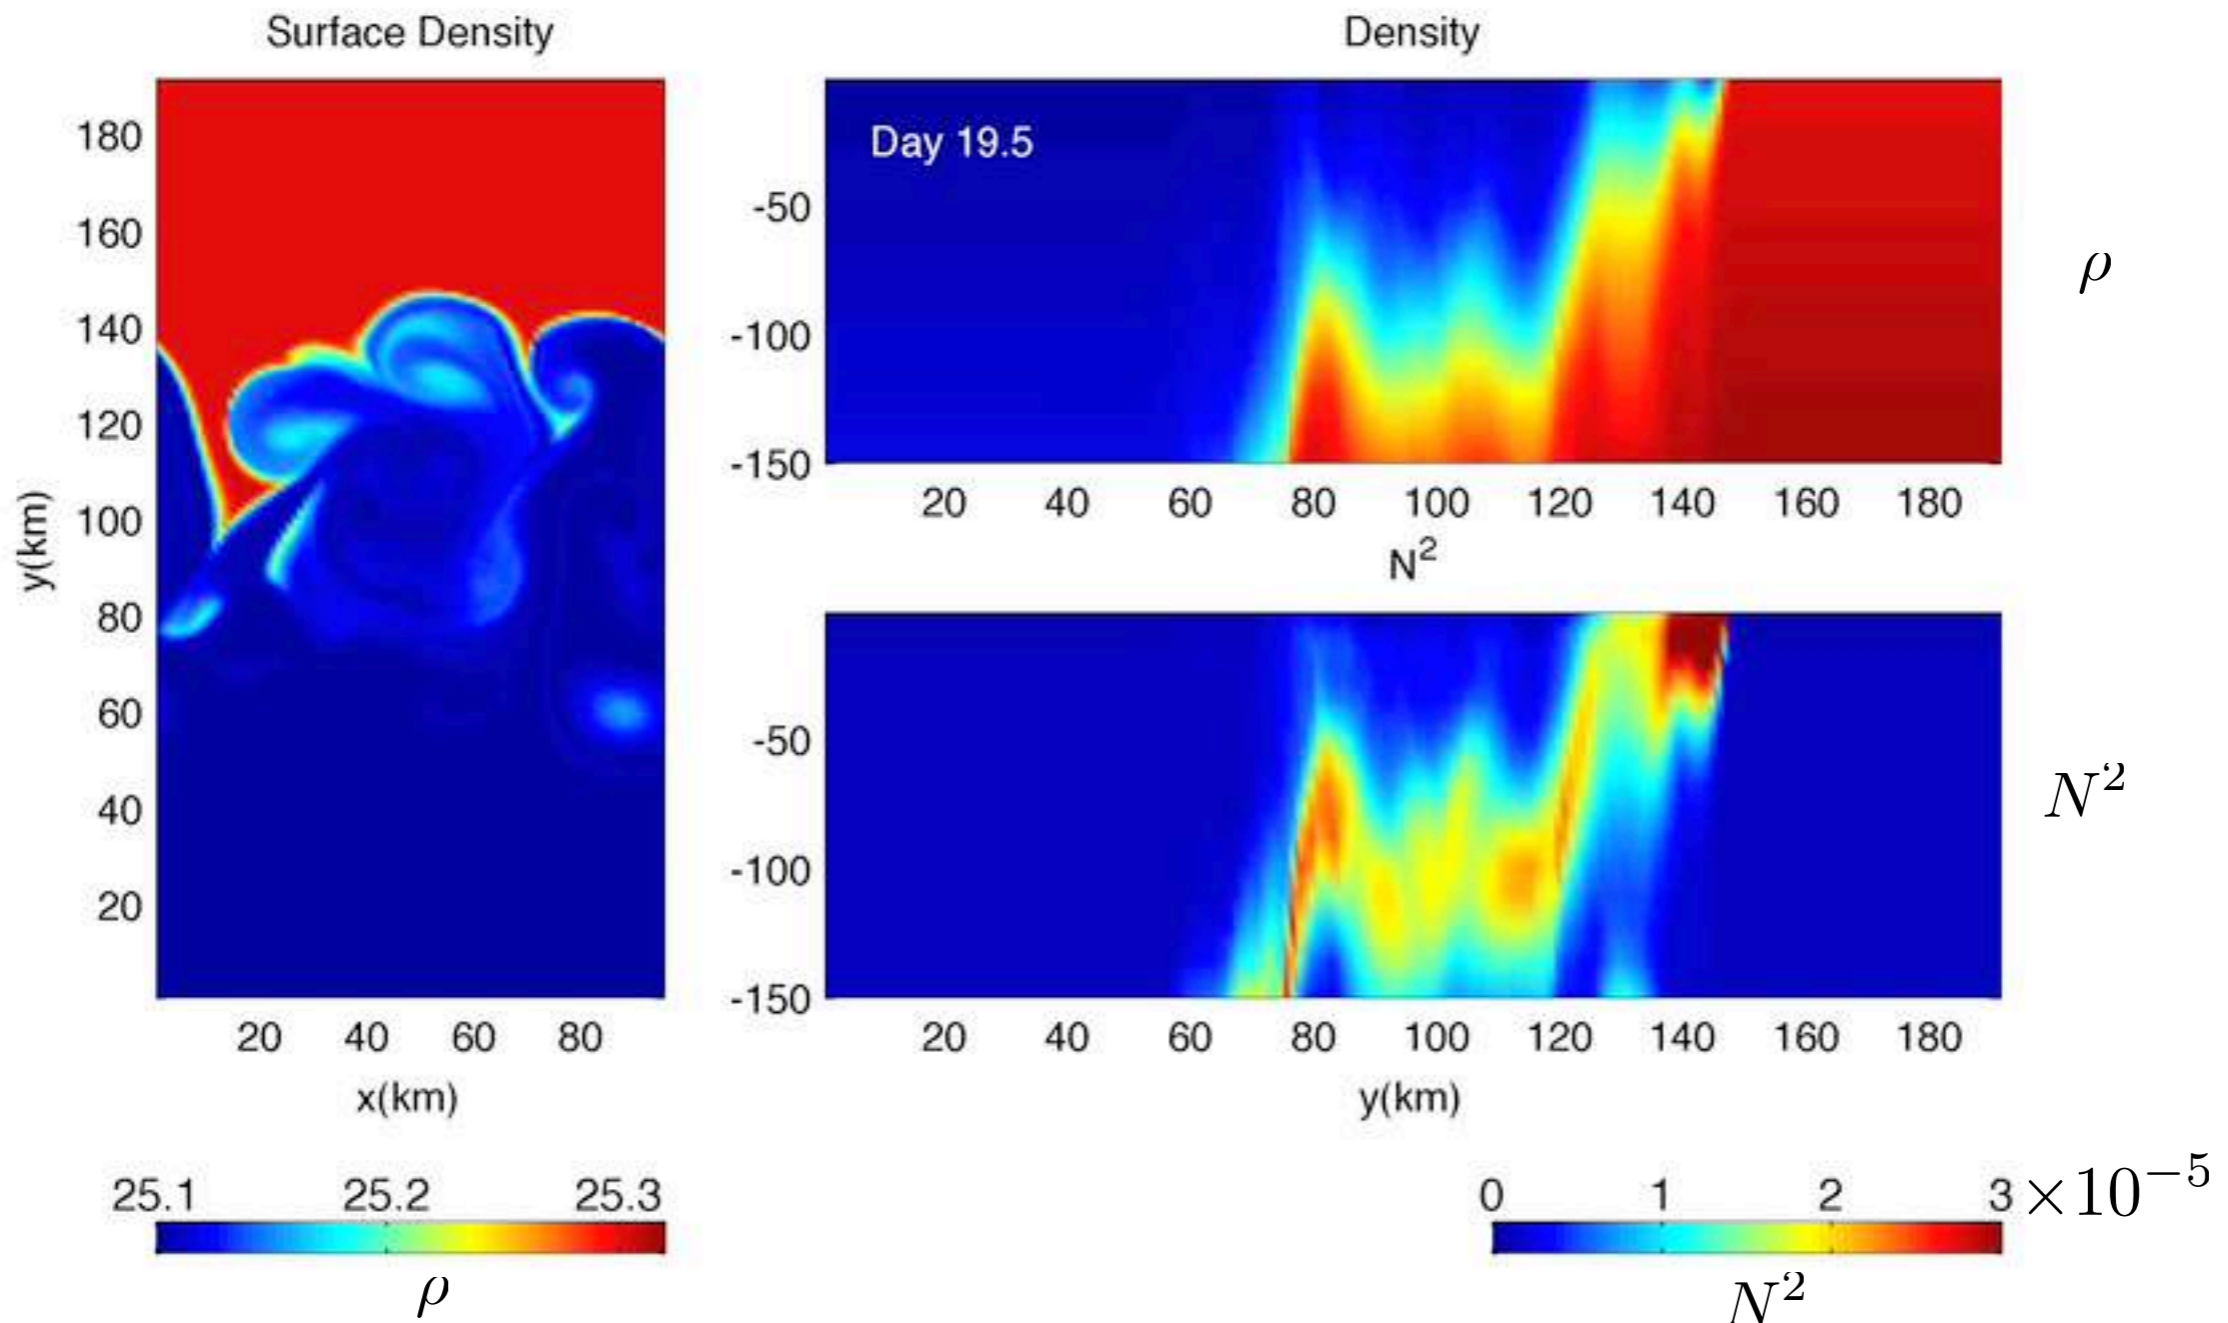 Surface Density
180
160
140
120
100
80
60
40
20
y(km)
20 40 60 80
x(km)
25.1 25.2 25.3
ρ
Density
Day 19.5
-50
-100
-150
20 40 60 80 100 120 140 160 180
ρ
N²
-50
-100
-150
20 40 60 80 100 120 140 160 180
y(km)
N²
0 1 2 3 ×10⁻⁵
N²